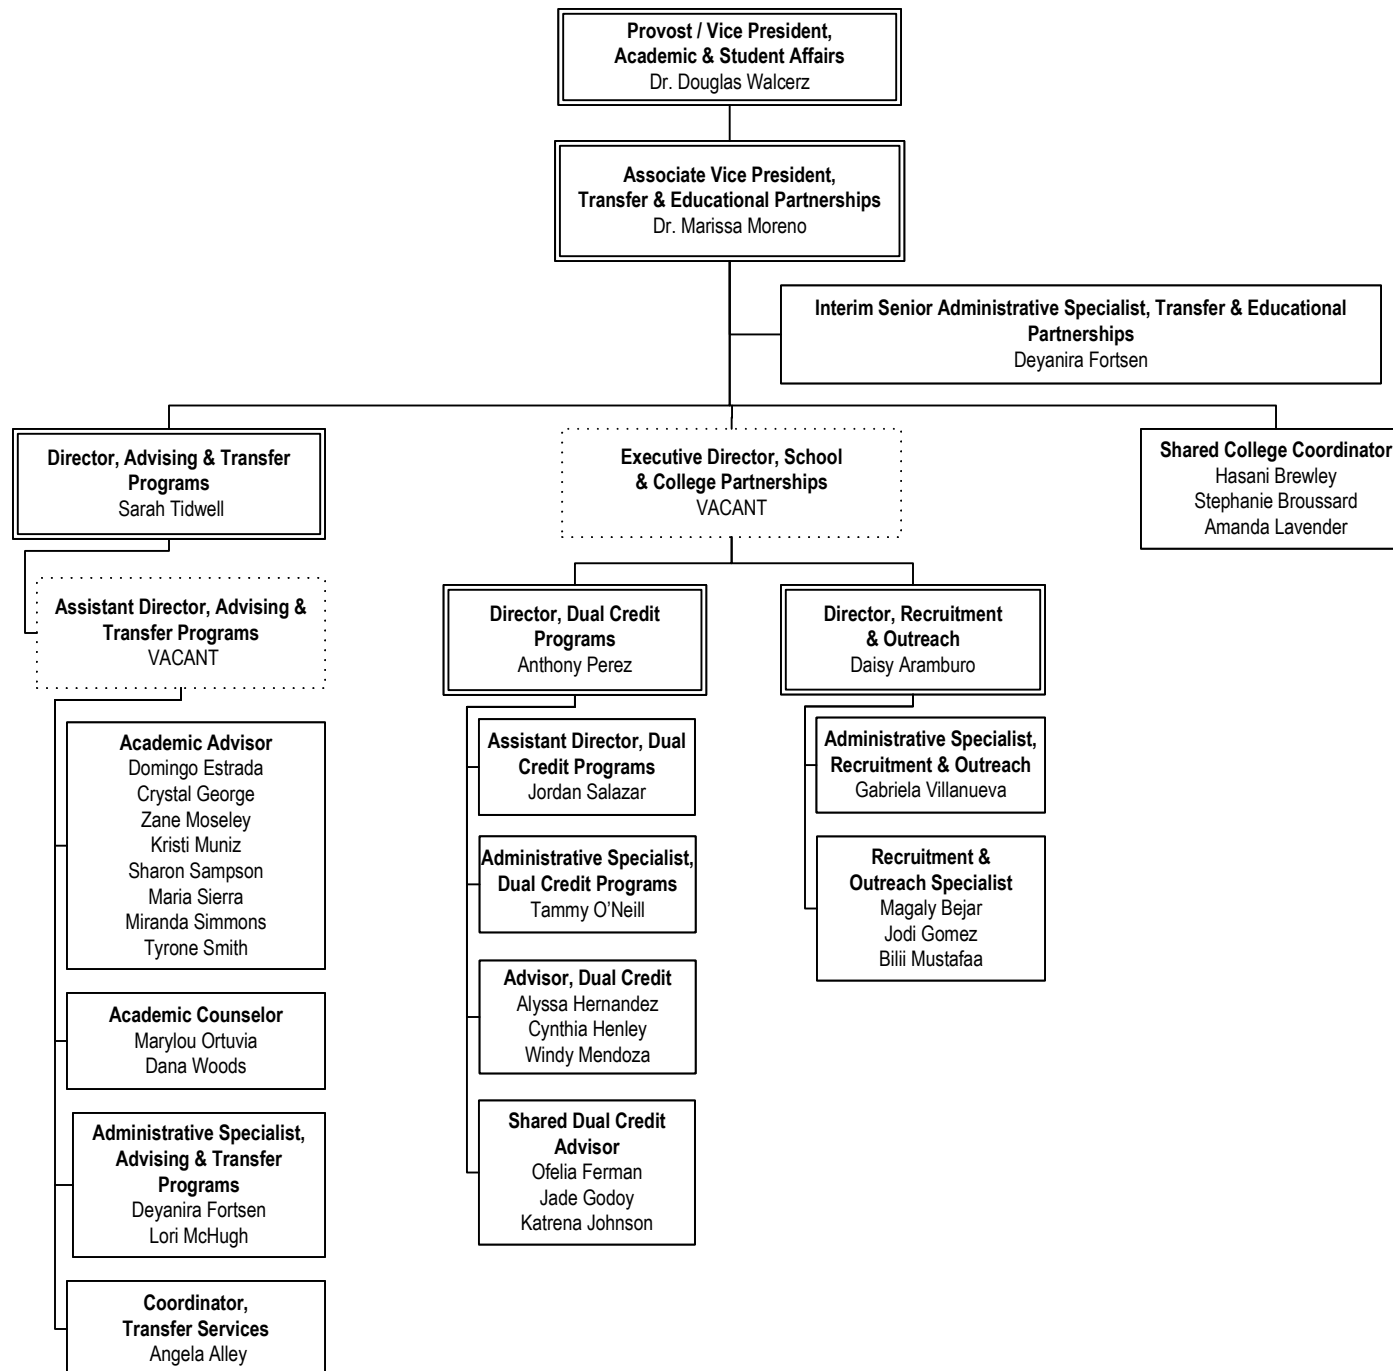 Provost / Vice President,
Academic & Student Affairs
Dr. Douglas Walcerz
Associate Vice President,
Transfer & Educational Partnerships
Dr. Marissa Moreno
Interim Senior Administrative Specialist, Transfer & Educational
Partnerships
Deyanira Fortsen
Director, Advising & Transfer
Programs
Sarah Tidwell
Executive Director, School
& College Partnerships
VACANT
Shared College Coordinator
Hasani Brewley
Stephanie Broussard
Amanda Lavender
Assistant Director, Advising &
Transfer Programs
VACANT
Academic Advisor
Domingo Estrada
Crystal George
Zane Moseley
Kristi Muniz
Sharon Sampson
Maria Sierra
Miranda Simmons
Tyrone Smith
Academic Counselor
Marylou Ortuvia
Dana Woods
Administrative Specialist,
Advising & Transfer
Programs
Deyanira Fortsen
Lori McHugh
Coordinator,
Transfer Services
Angela Alley
Director, Dual Credit
Programs
Anthony Perez
Assistant Director, Dual
Credit Programs
Jordan Salazar
Administrative Specialist,
Dual Credit Programs
Tammy O’Neill
Advisor, Dual Credit
Alyssa Hernandez
Cynthia Henley
Windy Mendoza
Shared Dual Credit
Advisor
Ofelia Ferman
Jade Godoy
Katrena Johnson
Director, Recruitment
& Outreach
Daisy Aramburo
Administrative Specialist,
Recruitment & Outreach
Gabriela Villanueva
Recruitment &
Outreach Specialist
Magaly Bejar
Jodi Gomez
Bilii Mustafaa